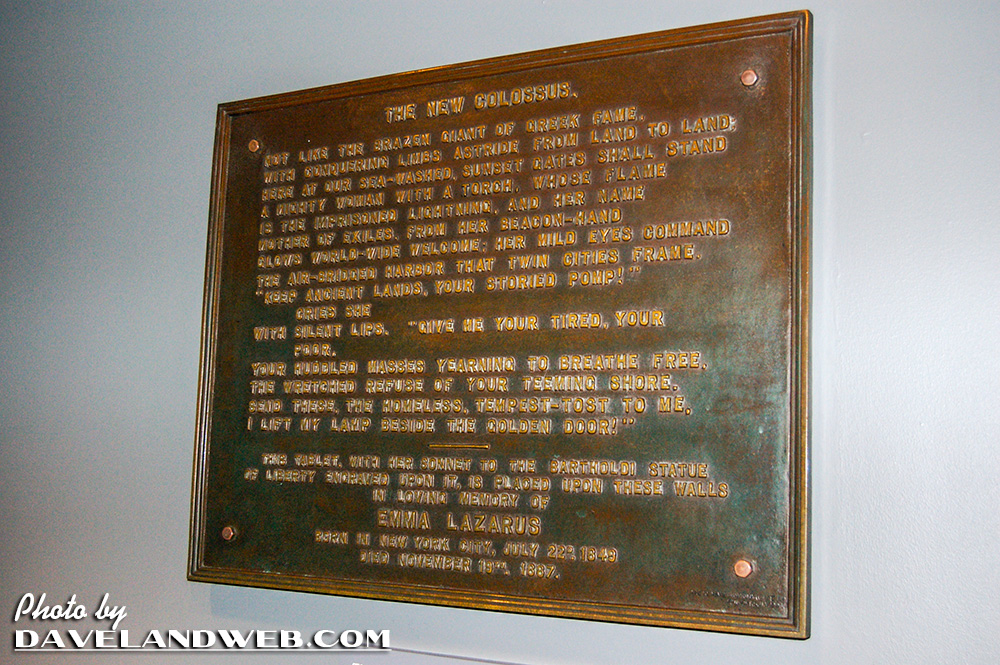 THE NEW COLOSSUS.
NOT LIKE THE BRAZEN GIANT OF GREEK FAME,
WITH CONQUERING LIMBS ASTRIDE FROM LAND TO LAND;
HERE AT OUR SEA-WASHED, SUNSET GATES SHALL STAND
A MIGHTY WOMAN WITH A TORCH, WHOSE FLAME
IS THE IMPRISONED LIGHTNING, AND HER NAME
MOTHER OF EXILES. FROM HER BEACON-HAND
GLOWS WORLD-WIDE WELCOME; HER MILD EYES COMMAND
THE AIR-BRIDGED HARBOR THAT TWIN CITIES FRAME.
"KEEP ANCIENT LANDS, YOUR STORIED POMP!"
CRIES SHE
WITH SILENT LIPS. "GIVE ME YOUR TIRED, YOUR
POOR,
YOUR HUDDLED MASSES YEARNING TO BREATHE FREE,
THE WRETCHED REFUSE OF YOUR TEEMING SHORE,
SEND THESE, THE HOMELESS, TEMPEST-TOST TO ME,
I LIFT MY LAMP BESIDE THE GOLDEN DOOR!"
THIS TABLET, WITH HER SONNET TO THE BARTHOLDI STATUE
OF LIBERTY ENGRAVED UPON IT, IS PLACED UPON THESE WALLS
IN LOVING MEMORY OF
EMMA LAZARUS
BORN IN NEW YORK CITY, JULY 22D, 1849
DIED NOVEMBER 19TH, 1887.
Photo by
DAVELANDWEB.COM